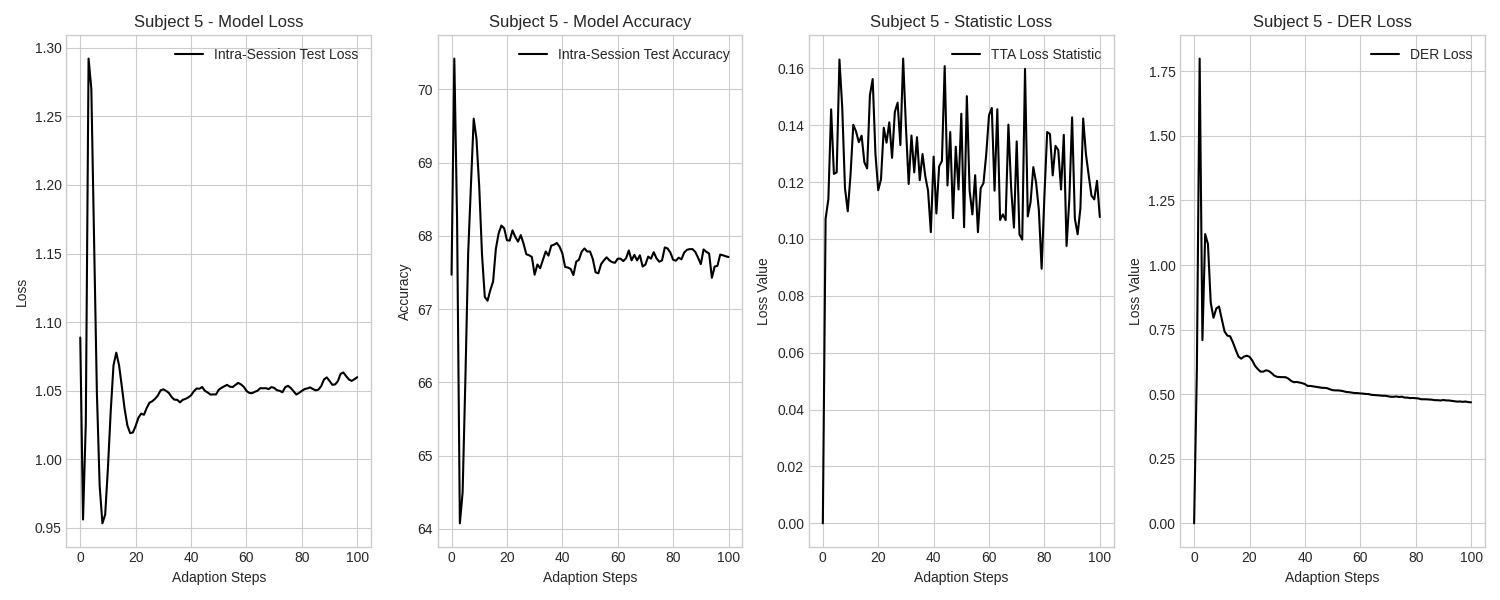 Subject 5 - Model Loss
Intra-Session Test Loss
1.30
1.25
1.20
1.15
1.10
1.05
1.00
0.95
Loss
0 20 40 60 80 100
Adaption Steps
Subject 5 - Model Accuracy
Intra-Session Test Accuracy
70
69
68
67
66
65
64
Accuracy
0 20 40 60 80 100
Adaption Steps
Subject 5 - Statistic Loss
TTA Loss Statistic
0.16
0.14
0.12
0.10
0.08
0.06
0.04
0.02
0.00
Loss Value
0 20 40 60 80 100
Adaption Steps
Subject 5 - DER Loss
DER Loss
1.75
1.50
1.25
1.00
0.75
0.50
0.25
0.00
Loss Value
0 20 40 60 80 100
Adaption Steps